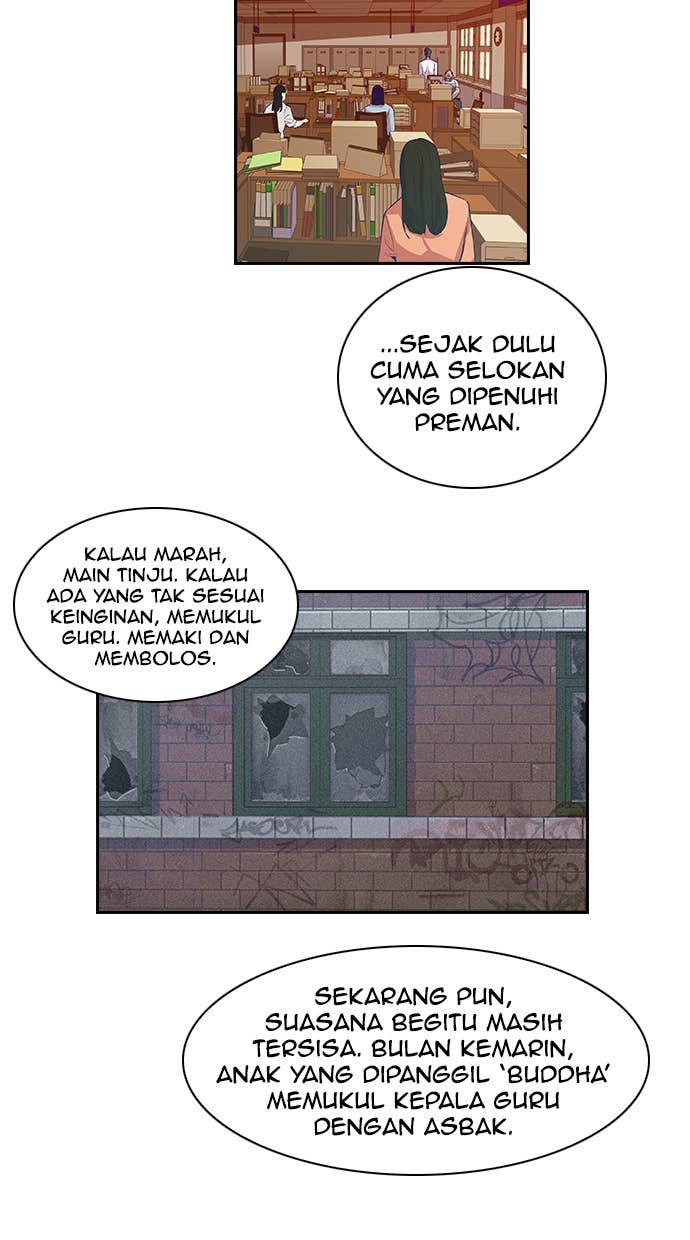 ...SEJAK DULU
CUMA SELOKAN
YANG DIPENUHI
PREMAN.
KALAU MARAH,
MAIN TINJU. KALAU
ADA YANG TAK SESUAI
KEINGINAN, MEMUKUL
GURU. MEMAKI DAN
MEMBOLOS.
SEKARANG PUN,
SUASANA BEGITU MASIH
TERSISA. BULAN KEMARIN,
ANAK YANG DIPANGGIL ‘BUDDHA’
MEMUKUL KEPALA GURU
DENGAN ASBAK.